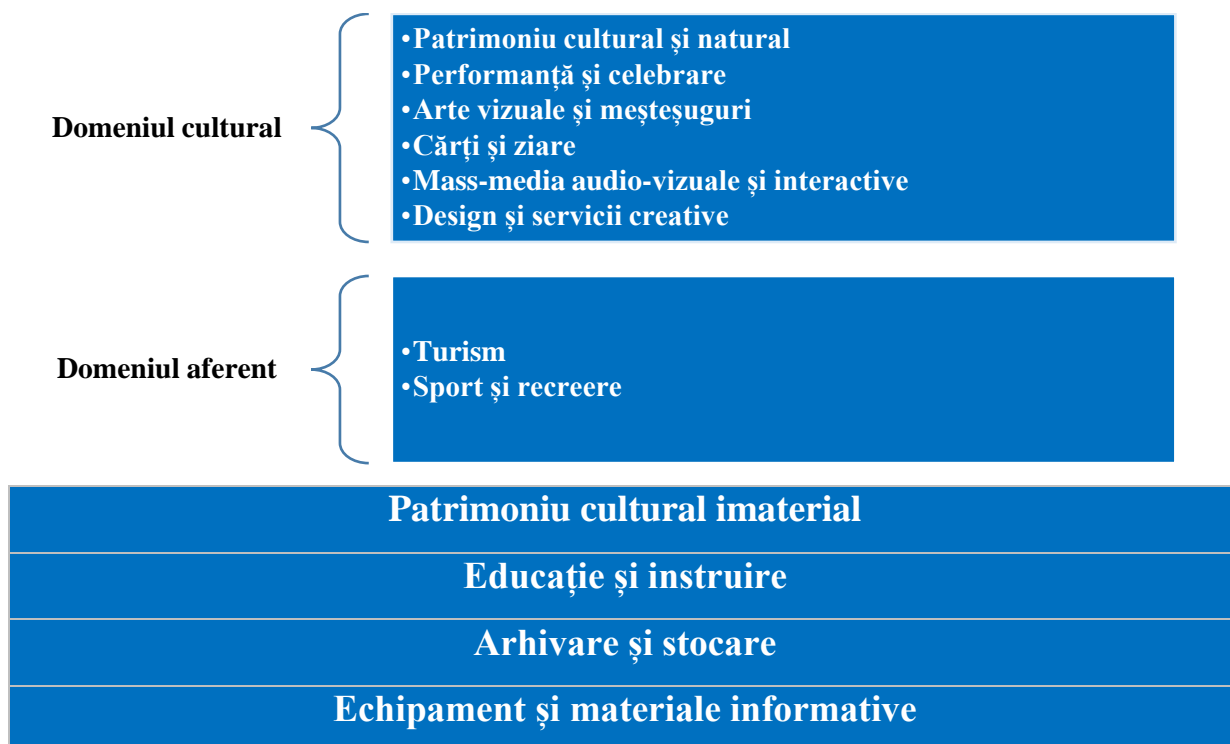 Domeniul cultural
•Patrimoniu cultural și natural
•Performanță și celebrare
•Arte vizuale și meșteșuguri
•Cărți și ziare
•Mass-media audio-vizuale și interactive
•Design și servicii creative
Domeniul aferent
•Turism
•Sport și recreere
Patrimoniu cultural imaterial
Educație și instruire
Arhivare și stocare
Echipament și materiale informative